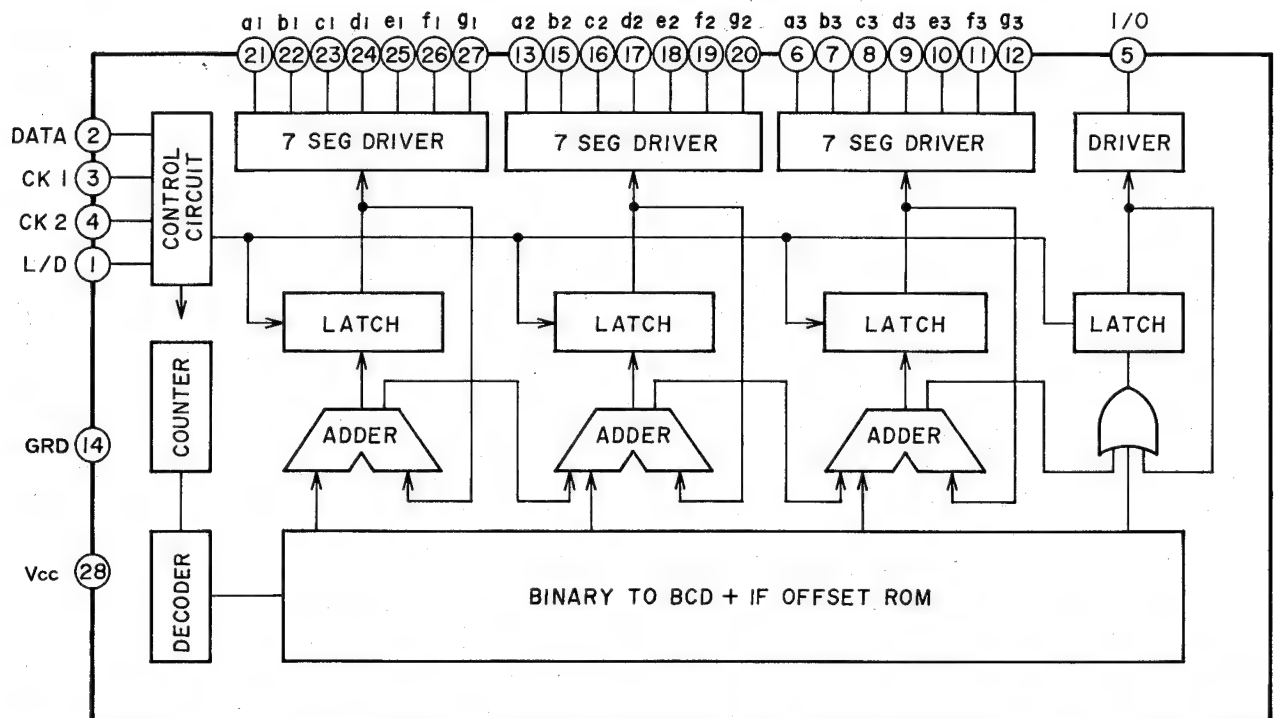 a1 b1 c1 d1 e1 f1 g1 a2 b2 c2 d2 e2 f2 g2 a3 b3 c3 d3 e3 f3 g3 I/O
21 22 23 24 25 26 27 13 15 16 17 18 19 20 6 7 8 9 10 11 12 5
DATA 2
CK 1 3
CK 2 4
L/D 1
CONTROL
CIRCUIT
7 SEG DRIVER 7 SEG DRIVER 7 SEG DRIVER DRIVER
LATCH LATCH LATCH LATCH
COUNTER
ADDER ADDER ADDER
GRD 14
Vcc 28
DECODER
BINARY TO BCD + IF OFFSET ROM